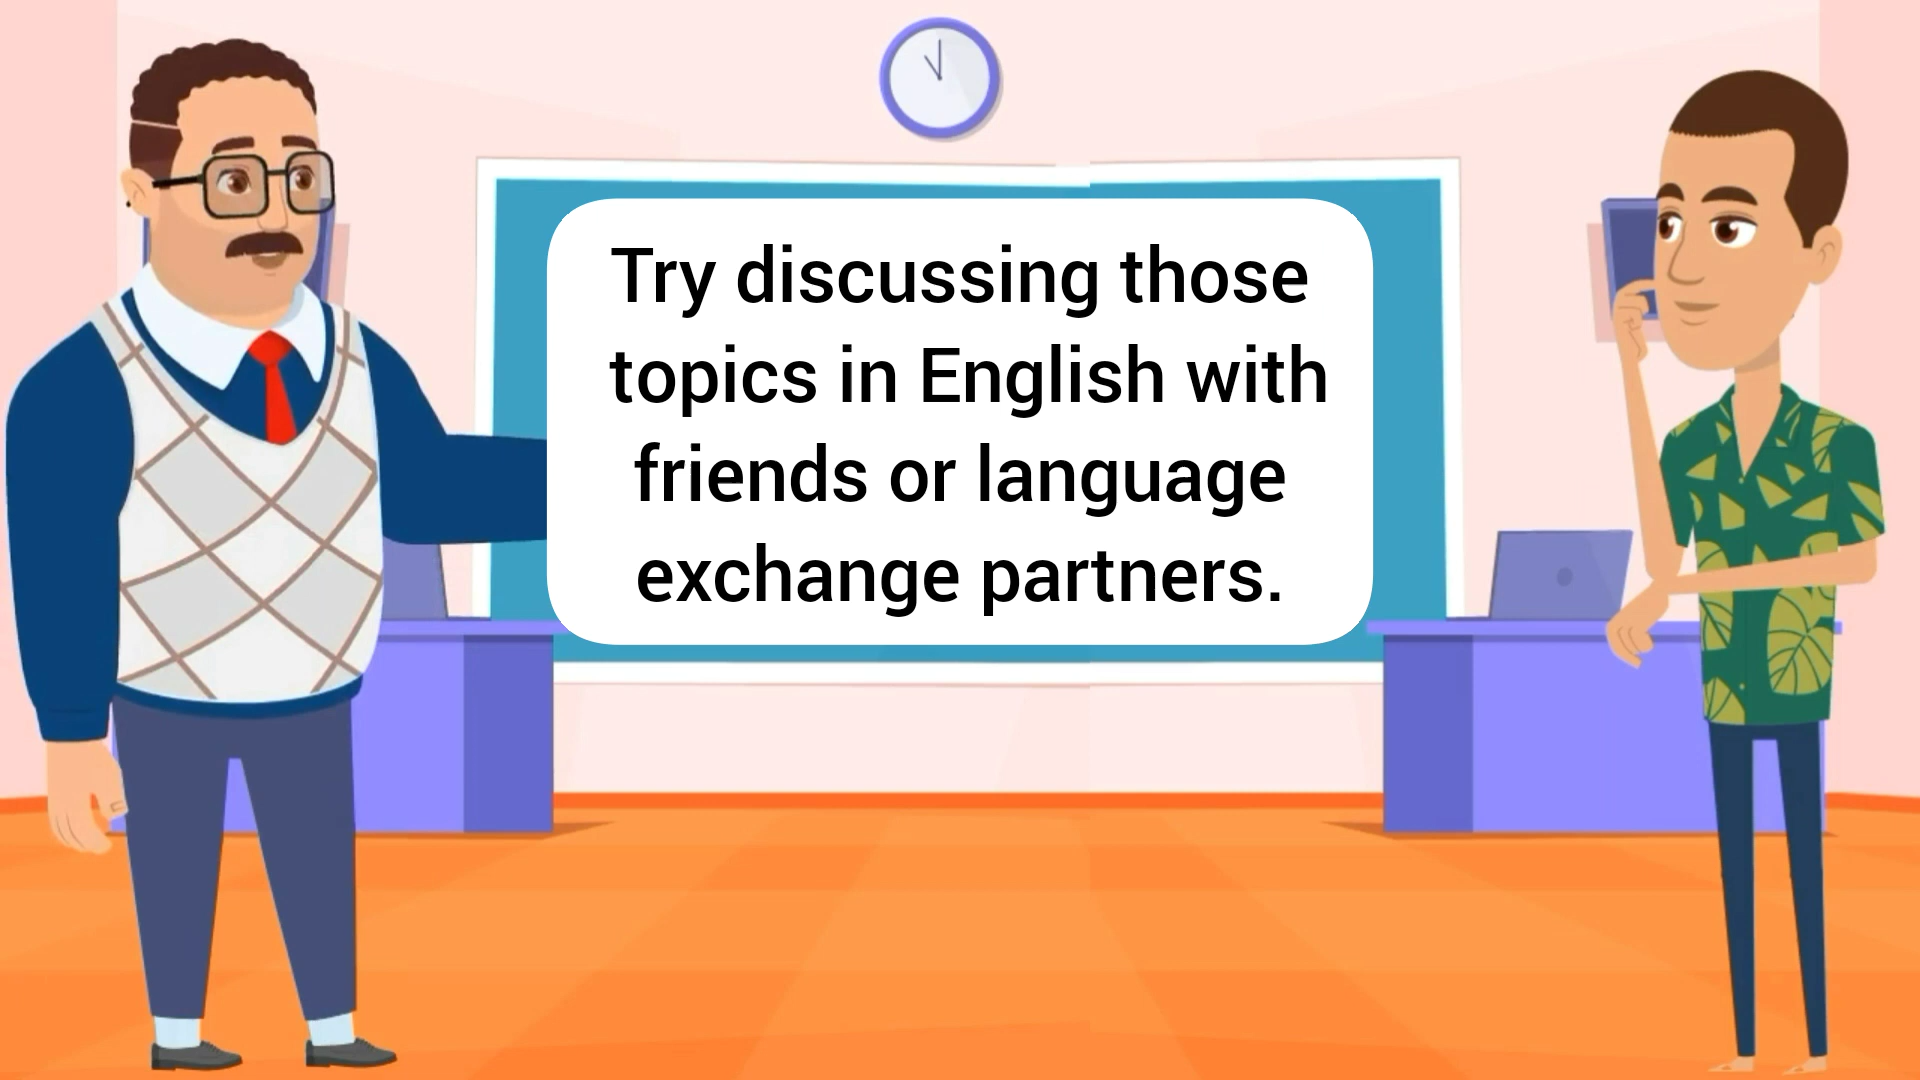 Try discussing those
topics in English with
friends or language
exchange partners.